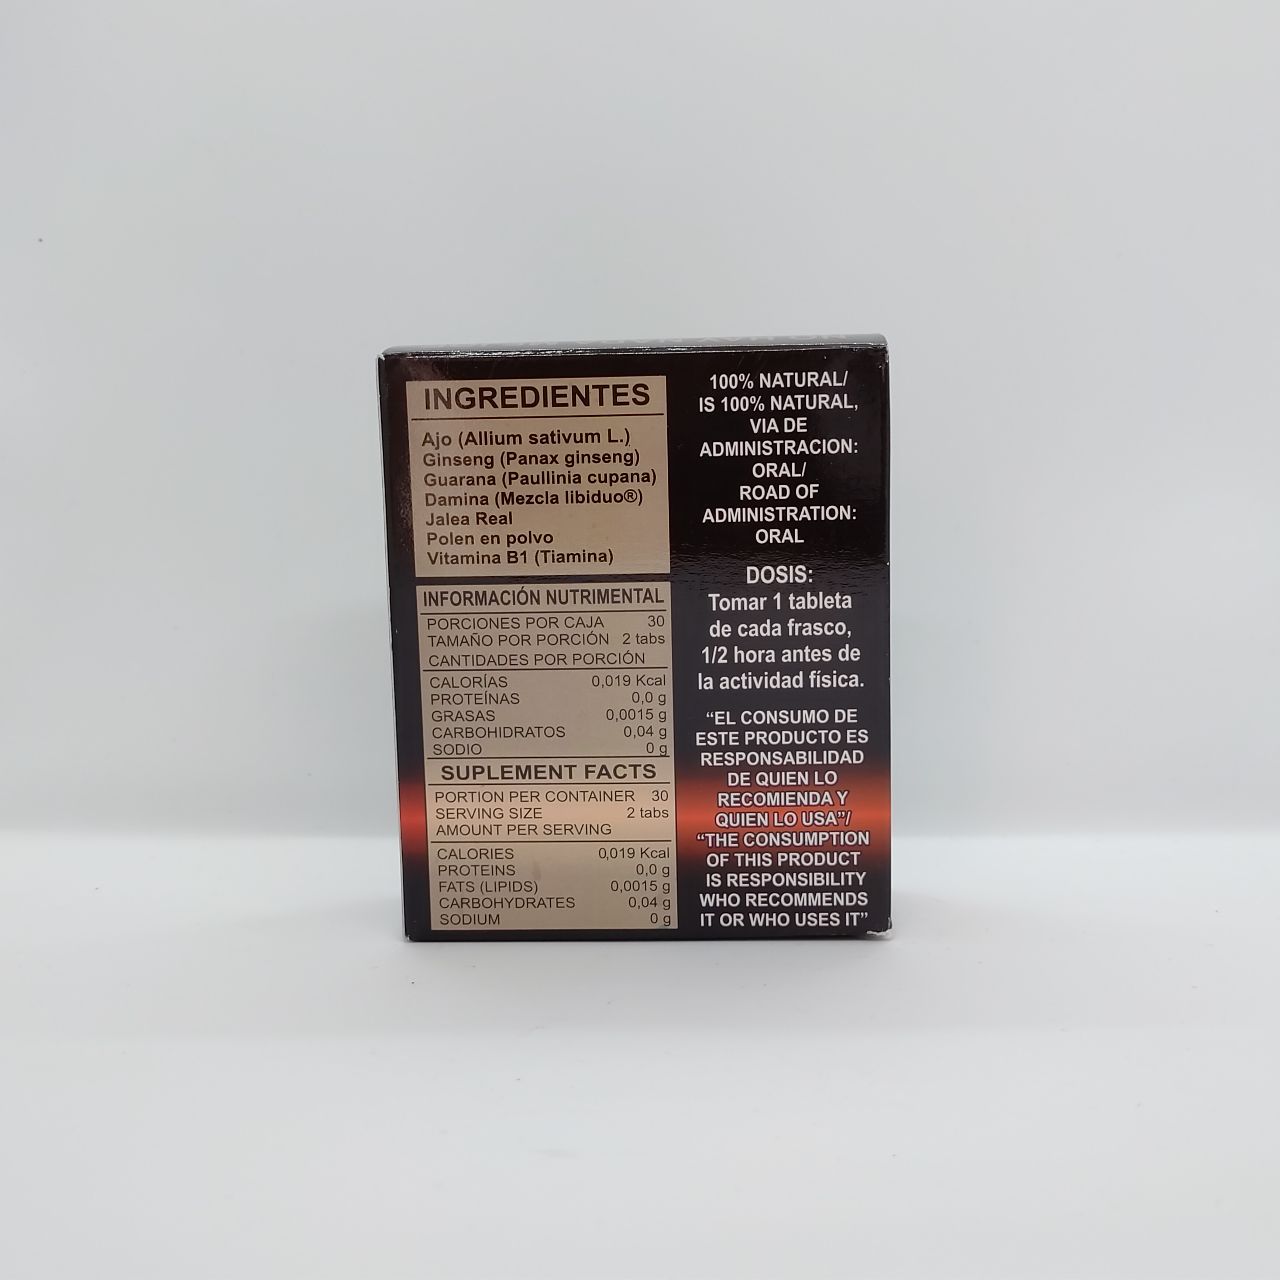 INGREDIENTES
Ajo (Allium sativum L.)
Ginseng (Panax ginseng)
Guarana (Paullinia cupana)
Damina (Mezcla libiduo®)
Jalea Real
Polen en polvo
Vitamina B1 (Tiamina)
INFORMACIÓN NUTRIMENTAL
PORCIONES POR CAJA 30
TAMAÑO POR PORCIÓN 2 tabs
CANTIDADES POR PORCIÓN
CALORÍAS 0,019 Kcal
PROTEÍNAS 0,0 g
GRASAS 0,0015 g
CARBOHIDRATOS 0,04 g
SODIO 0 g
SUPLEMENT FACTS
PORTION PER CONTAINER 30
SERVING SIZE 2 tabs
AMOUNT PER SERVING
CALORIES 0,019 Kcal
PROTEINS 0,0 g
FATS (LIPIDS) 0,0015 g
CARBOHYDRATES 0,04 g
SODIUM 0 g
100% NATURAL/
IS 100% NATURAL,
VIA DE
ADMINISTRACION:
ORAL/
ROAD OF
ADMINISTRATION:
ORAL
DOSIS:
Tomar 1 tableta
de cada frasco,
1/2 hora antes de
la actividad física.
“EL CONSUMO DE
ESTE PRODUCTO ES
RESPONSABILIDAD
DE QUIEN LO
RECOMIENDA Y
QUIEN LO USA”/
“THE CONSUMPTION
OF THIS PRODUCT
IS RESPONSIBILITY
WHO RECOMMENDS
IT OR WHO USES IT”